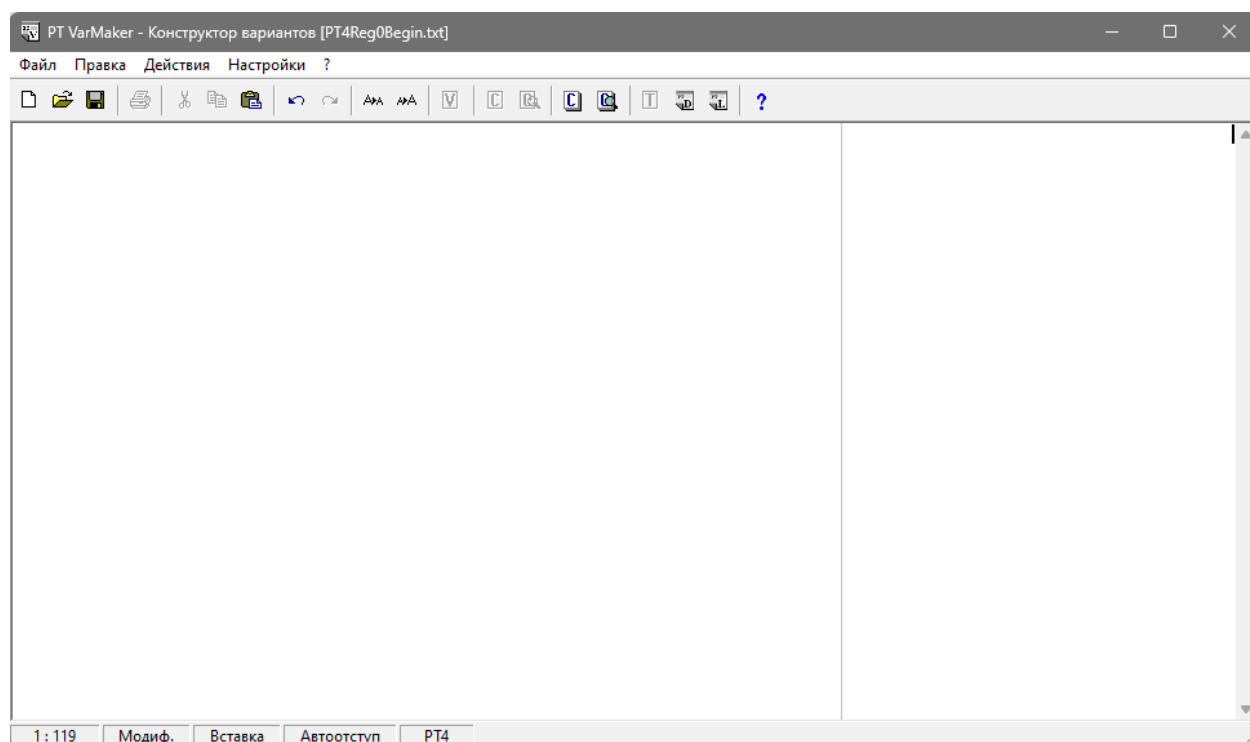 PT VarMaker - Конструктор вариантов [PT4Reg0Begin.txt]
Файл Правка Действия Настройки ?
A»A »»A V C C C C T D L ?
1 : 119 Модиф. Вставка Автоотступ PT4